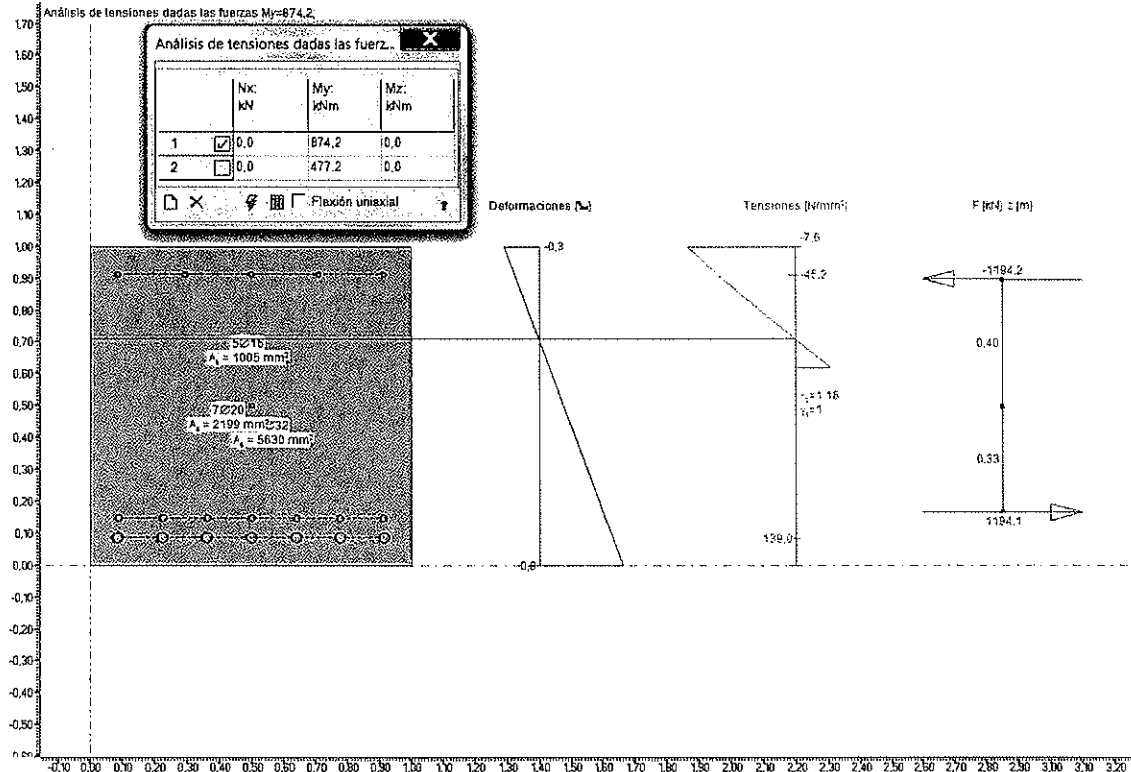 Análisis de tensiones dadas las fuerzas My=874,2;
Análisis de tensiones dadas las fuerz...
Nx: My: Mz:
kN kNm kNm
1 0,0 874,2 0,0
2 0,0 477,2 0,0
Flexión uniaxial
Deformaciones [‰] Tensiones [N/mm²] F [kN] z [m]
-0,3 -7,6
-45,2 -1194,2
5Ø16
A_s = 1005 mm²
0,40
7Ø20
A_s = 2199 mm² Ø32
A_s = 5630 mm²
=1,15
=1
0,33
139,0 1194,1
1,70
1,60
1,50
1,40
1,30
1,20
1,10
1,00
0,90
0,80
0,70
0,60
0,50
0,40
0,30
0,20
0,10
0,00
-0,10
-0,20
-0,30
-0,40
-0,50
-0,10 0,00 0,10 0,20 0,30 0,40 0,50 0,60 0,70 0,80 0,90 1,00 1,10 1,20 1,30 1,40 1,50 1,60 1,70 1,80 1,90 2,00 2,10 2,20 2,30 2,40 2,50 2,60 2,70 2,80 2,90 3,00 3,10 3,20